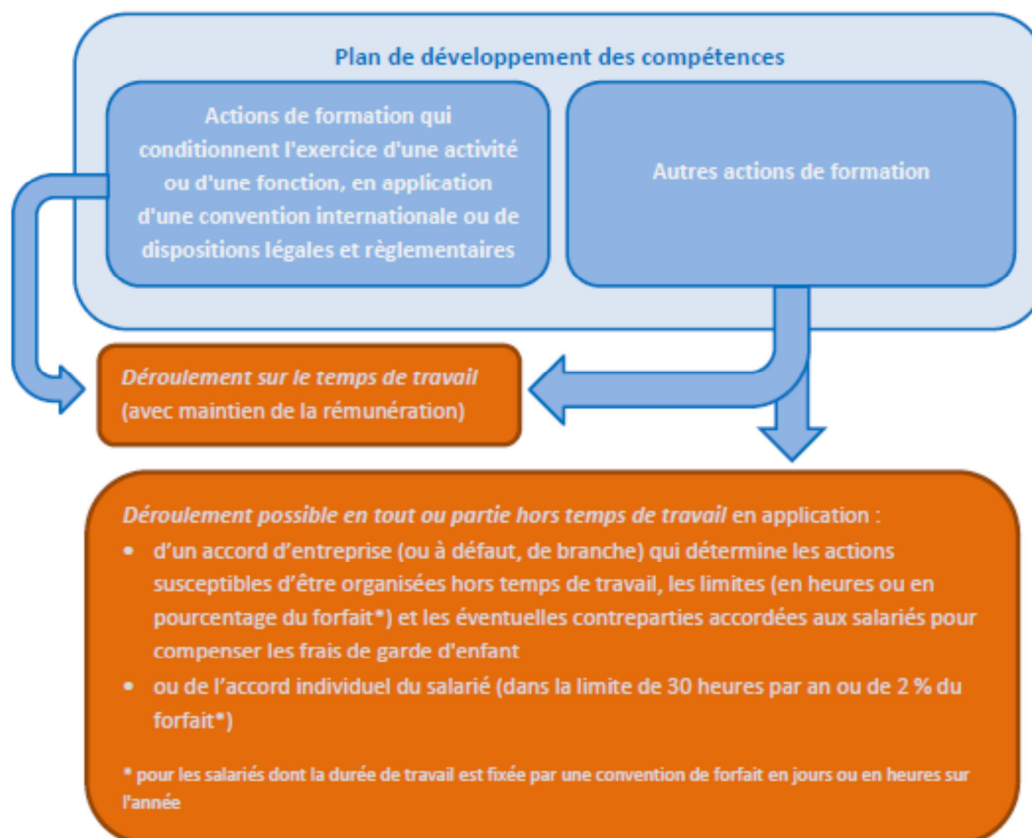 Plan de développement des compétences
Actions de formation qui
conditionnent l'exercice d'une activité
ou d'une fonction, en application
d'une convention internationale ou de
dispositions légales et règlementaires
Autres actions de formation
Déroulement sur le temps de travail
(avec maintien de la rémunération)
Déroulement possible en tout ou partie hors temps de travail en application :
• d’un accord d’entreprise (ou à défaut, de branche) qui détermine les actions
susceptibles d’être organisées hors temps de travail, les limites (en heures ou en
pourcentage du forfait*) et les éventuelles contreparties accordées aux salariés pour
compenser les frais de garde d'enfant
• ou de l’accord individuel du salarié (dans la limite de 30 heures par an ou de 2 % du
forfait*)
* pour les salariés dont la durée de travail est fixée par une convention de forfait en jours ou en heures sur
l'année